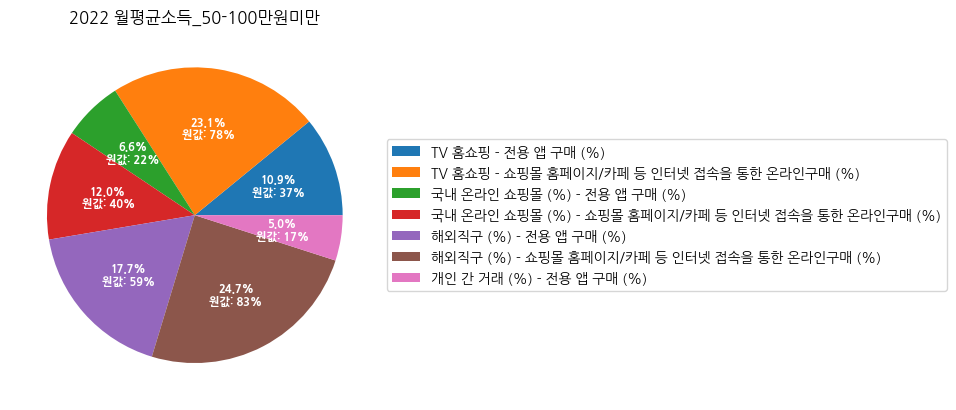 2022 월평균소득_50-100만원미만
23.1%
원값: 78%
6.6%
원값: 22%
10.9%
원값: 37%
12.0%
원값: 40%
5.0%
원값: 17%
17.7%
원값: 59%
24.7%
원값: 83%
TV 홈쇼핑 - 전용 앱 구매 (%)
TV 홈쇼핑 - 쇼핑몰 홈페이지/카페 등 인터넷 접속을 통한 온라인구매 (%)
국내 온라인 쇼핑몰 (%) - 전용 앱 구매 (%)
국내 온라인 쇼핑몰 (%) - 쇼핑몰 홈페이지/카페 등 인터넷 접속을 통한 온라인구매 (%)
해외직구 (%) - 전용 앱 구매 (%)
해외직구 (%) - 쇼핑몰 홈페이지/카페 등 인터넷 접속을 통한 온라인구매 (%)
개인 간 거래 (%) - 전용 앱 구매 (%)